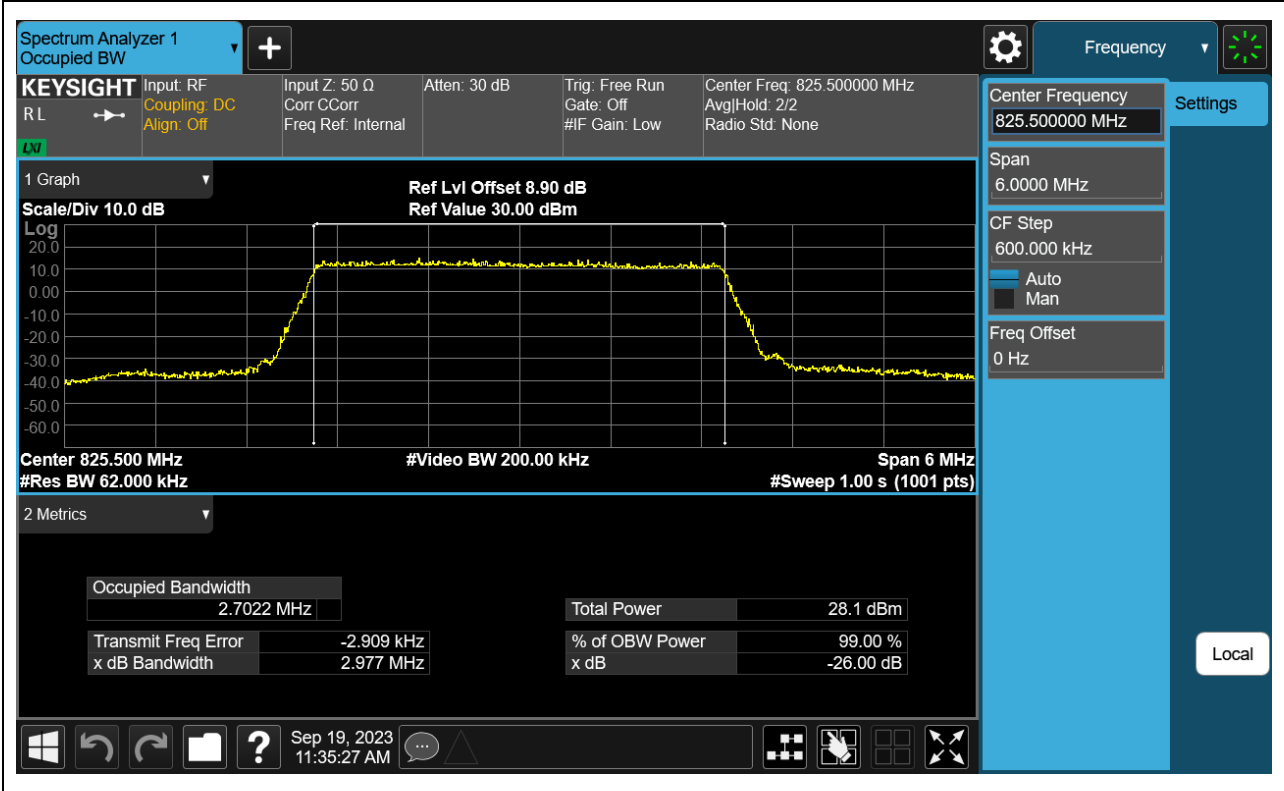 Spectrum Analyzer 1
Occupied BW
+
Frequency
KEYSIGHT
R L
LXI
Input: RF
Coupling: DC
Align: Off
Input Z: 50 Ω
Corr CCorr
Freq Ref: Internal
Atten: 30 dB
Trig: Free Run
Gate: Off
#IF Gain: Low
Center Freq: 825.500000 MHz
Avg|Hold: 2/2
Radio Std: None
Center Frequency
825.500000 MHz
Settings
Span
6.0000 MHz
CF Step
600.000 kHz
Auto
Man
Freq Offset
0 Hz
Local
1 Graph
Scale/Div 10.0 dB
Ref Lvl Offset 8.90 dB
Ref Value 30.00 dBm
Log
20.0
10.0
0.00
-10.0
-20.0
-30.0
-40.0
-50.0
-60.0
Center 825.500 MHz
#Video BW 200.00 kHz
Span 6 MHz
#Res BW 62.000 kHz
#Sweep 1.00 s (1001 pts)
2 Metrics
Occupied Bandwidth
2.7022 MHz
Total Power 28.1 dBm
Transmit Freq Error -2.909 kHz
% of OBW Power 99.00 %
x dB Bandwidth 2.977 MHz
x dB -26.00 dB
?
Sep 19, 2023
11:35:27 AM